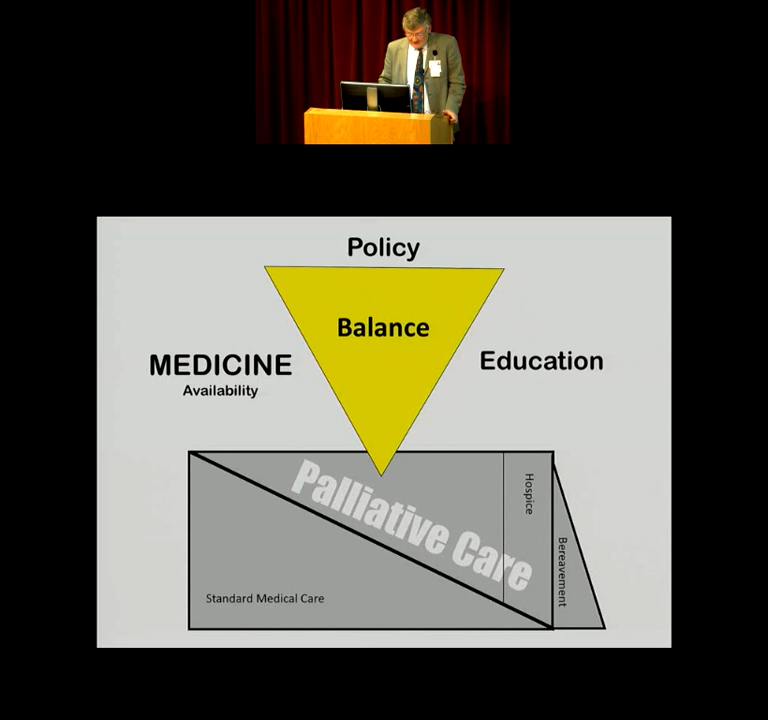 Policy
Balance
MEDICINE
Availability
Education
Palliative Care
Hospice
Bereavement
Standard Medical Care